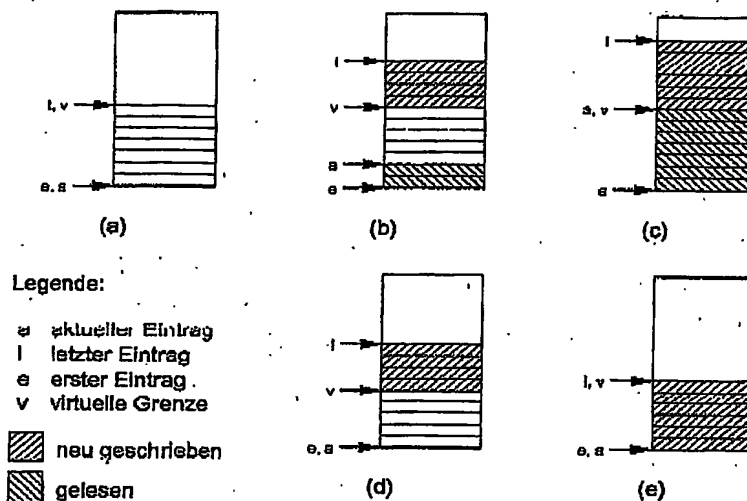 l, v
e, a
(a)
l
v
a
e
(b)
l
a, v
e
(c)
Legende:
a aktueller Eintrag
l letzter Eintrag
e erster Eintrag
v virtuelle Grenze
neu geschrieben
gelesen
l
v
e, a
(d)
l, v
e, a
(e)